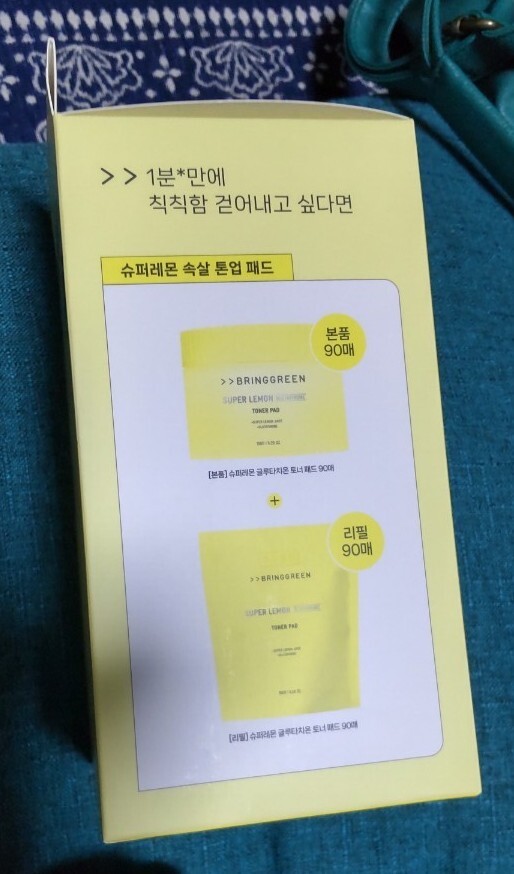 >> 1분*만에
칙칙함 걷어내고 싶다면
슈퍼레몬 속살 톤업 패드
본품
90매
>>BRINGGREEN
SUPER LEMON
TONER PAD
[본품] 슈퍼레몬 글루타치온 토너 패드 90매
+
리필
90매
>>BRINGGREEN
SUPER LEMON
TONER PAD
[리필] 슈퍼레몬 글루타치온 토너 패드 90매